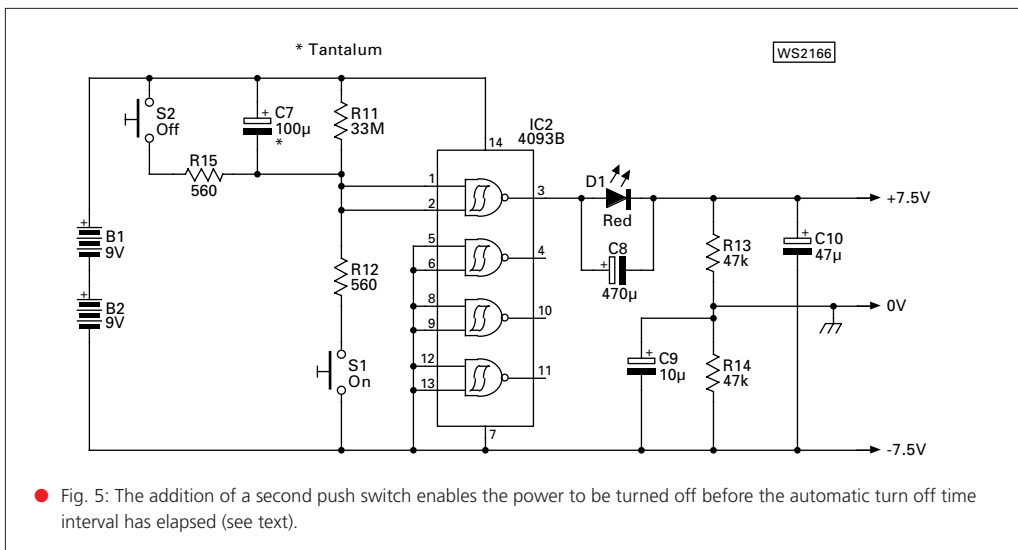 * Tantalum
WS2166
S2
Off
+
C7
100μ
*
R11
33M
IC2
4093B
14
R15
560
1
2
3
D1
Red
+7.5V
+
B1
9V
+
B2
9V
5
6
4
+
C8
470μ
R13
47k
+
C10
47μ
R12
560
8
9
10
0V
S1
On
12
13
11
+
C9
10μ
R14
47k
7
-7.5V
Fig. 5: The addition of a second push switch enables the power to be turned off before the automatic turn off time
interval has elapsed (see text).